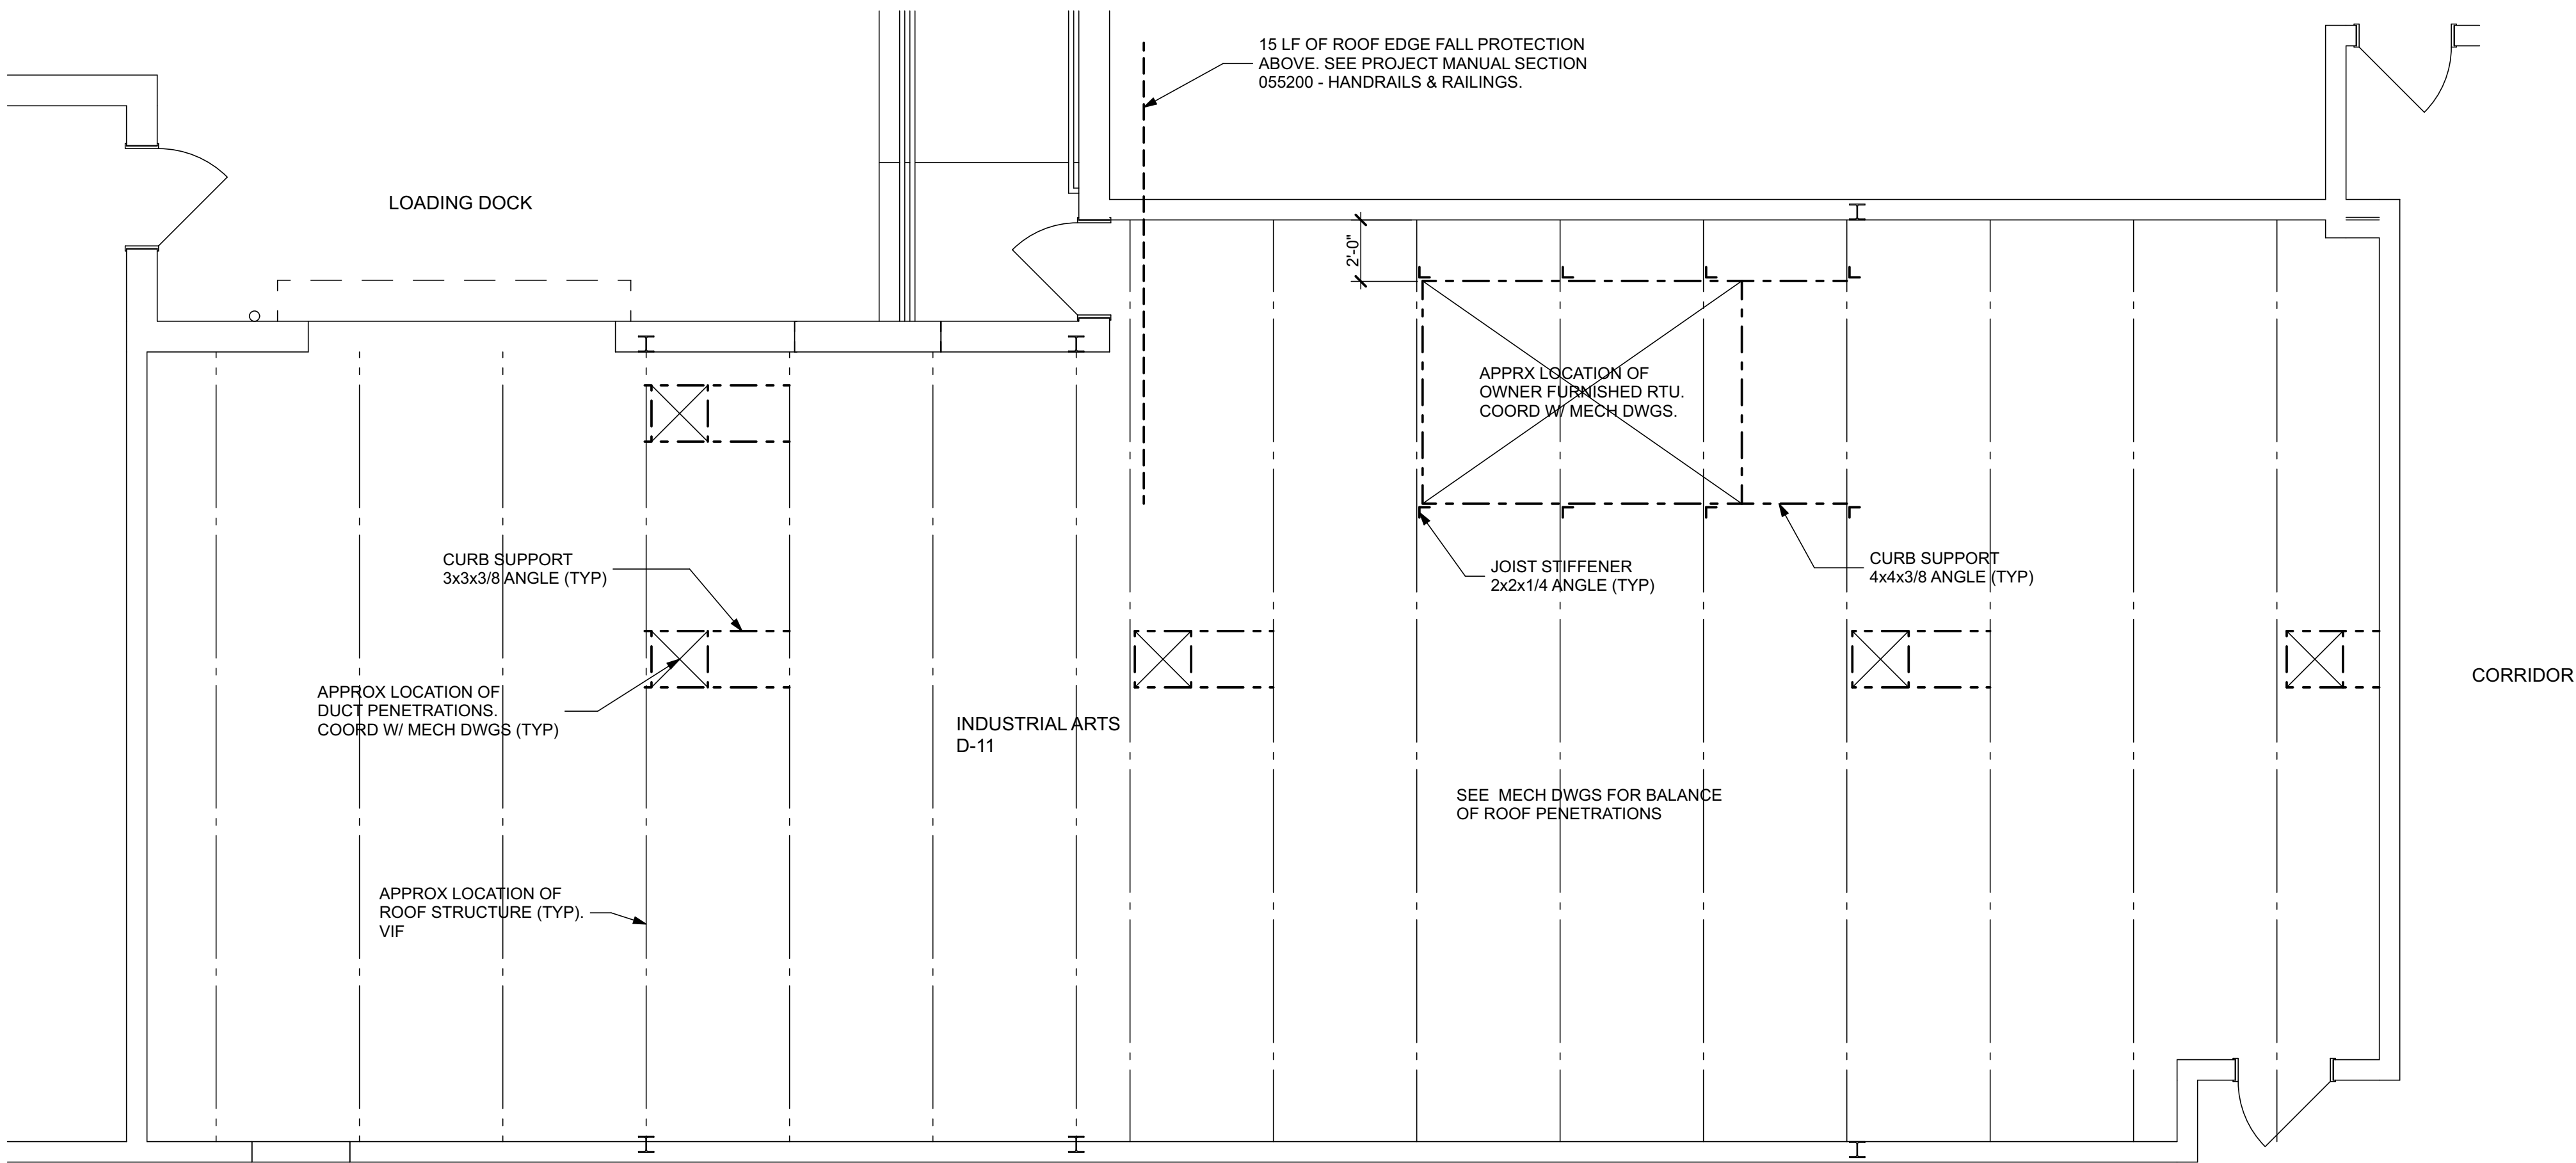 15 LF OF ROOF EDGE FALL PROTECTION
ABOVE. SEE PROJECT MANUAL SECTION
055200 - HANDRAILS & RAILINGS.
LOADING DOCK
2'-0"
APPRX LOCATION OF
OWNER FURNISHED RTU.
COORD W/ MECH DWGS.
CURB SUPPORT
3x3x3/8 ANGLE (TYP)
JOIST STIFFENER
2x2x1/4 ANGLE (TYP)
CURB SUPPORT
4x4x3/8 ANGLE (TYP)
APPROX LOCATION OF
DUCT PENETRATIONS.
COORD W/ MECH DWGS (TYP)
CORRIDOR
INDUSTRIAL ARTS
D-11
SEE MECH DWGS FOR BALANCE
OF ROOF PENETRATIONS
APPROX LOCATION OF
ROOF STRUCTURE (TYP).
VIF